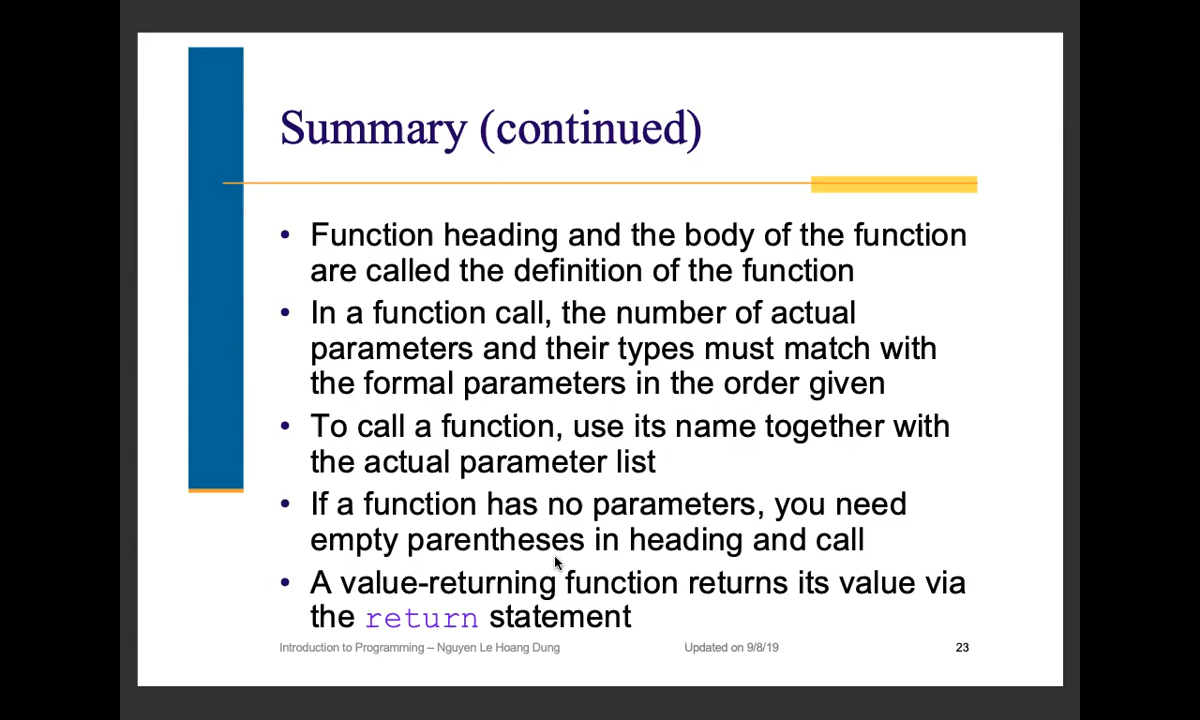 Summary (continued)
• Function heading and the body of the function
are called the definition of the function
• In a function call, the number of actual
parameters and their types must match with
the formal parameters in the order given
• To call a function, use its name together with
the actual parameter list
• If a function has no parameters, you need
empty parentheses in heading and call
• A value-returning function returns its value via
the return statement
Introduction to Programming – Nguyen Le Hoang Dung Updated on 9/8/19 23